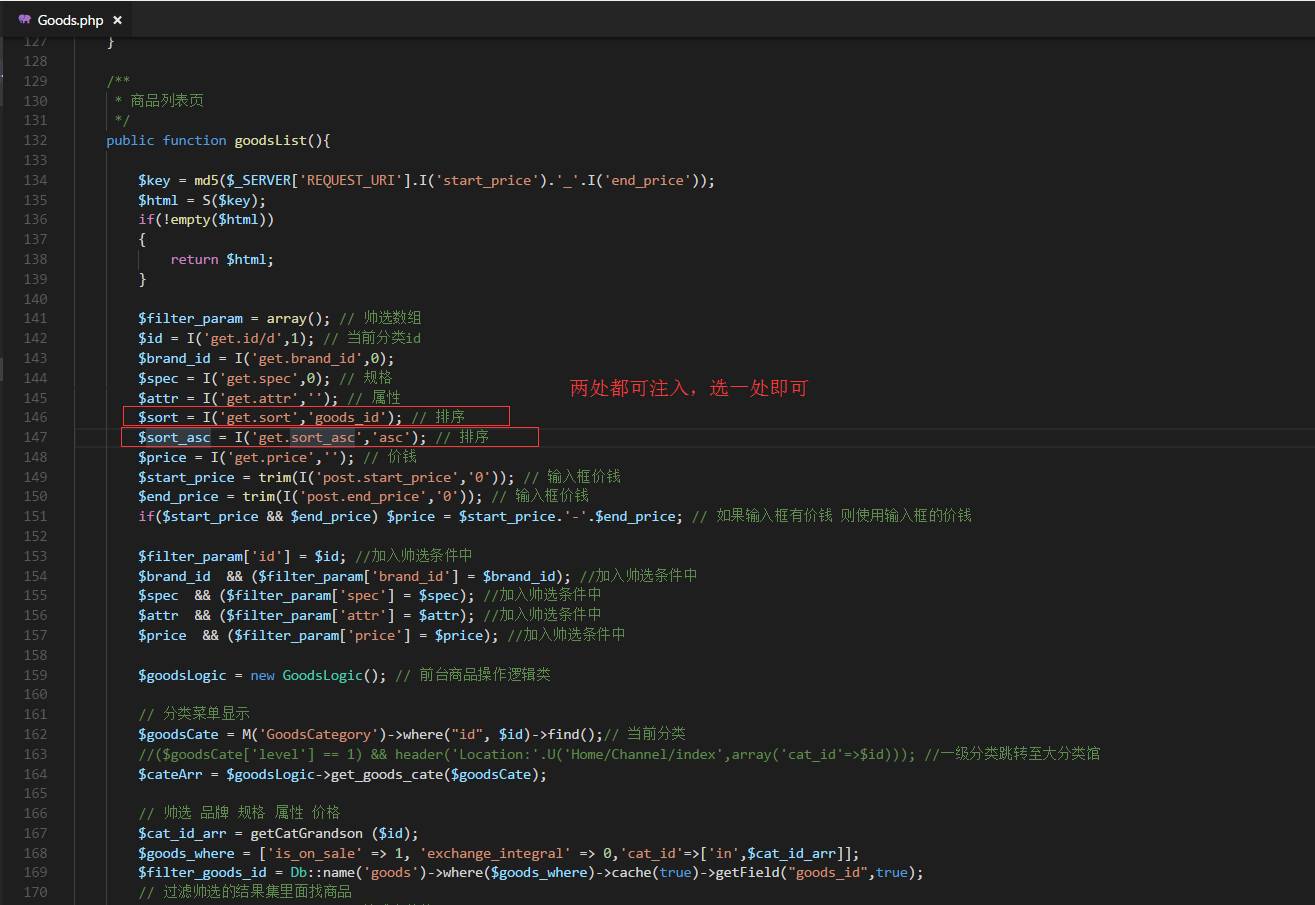 Goods.php ×
127 }
128
129 /**
130 * 商品列表页
131 */
132 public function goodsList(){
133
134 $key = md5($_SERVER['REQUEST_URI'].I('start_price').'_'.I('end_price'));
135 $html = S($key);
136 if(!empty($html))
137 {
138 return $html;
139 }
140
141 $filter_param = array(); // 帅选数组
142 $id = I('get.id/d',1); // 当前分类id
143 $brand_id = I('get.brand_id',0);
144 $spec = I('get.spec',0); // 规格
两处都可注入，选一处即可
145 $attr = I('get.attr',''); // 属性
146 $sort = I('get.sort','goods_id'); // 排序
147 $sort_asc = I('get.sort_asc','asc'); // 排序
148 $price = I('get.price',''); // 价钱
149 $start_price = trim(I('post.start_price','0')); // 输入框价钱
150 $end_price = trim(I('post.end_price','0')); // 输入框价钱
151 if($start_price && $end_price) $price = $start_price.'-'.$end_price; // 如果输入框有价钱 则使用输入框的价钱
152
153 $filter_param['id'] = $id; //加入帅选条件中
154 $brand_id  && ($filter_param['brand_id'] = $brand_id); //加入帅选条件中
155 $spec  && ($filter_param['spec'] = $spec); //加入帅选条件中
156 $attr  && ($filter_param['attr'] = $attr); //加入帅选条件中
157 $price  && ($filter_param['price'] = $price); //加入帅选条件中
158
159 $goodsLogic = new GoodsLogic(); // 前台商品操作逻辑类
160
161 // 分类菜单显示
162 $goodsCate = M('GoodsCategory')->where("id", $id)->find();// 当前分类
163 //($goodsCate['level'] == 1) && header('Location:'.U('Home/Channel/index',array('cat_id'=>$id))); //一级分类跳转至大分类馆
164 $cateArr = $goodsLogic->get_goods_cate($goodsCate);
165
166 // 帅选 品牌 规格 属性 价格
167 $cat_id_arr = getCatGrandson ($id);
168 $goods_where = ['is_on_sale' => 1, 'exchange_integral' => 0,'cat_id'=>['in',$cat_id_arr]];
169 $filter_goods_id = Db::name('goods')->where($goods_where)->cache(true)->getField("goods_id",true);
170 // 过滤帅选的结果集里面找商品